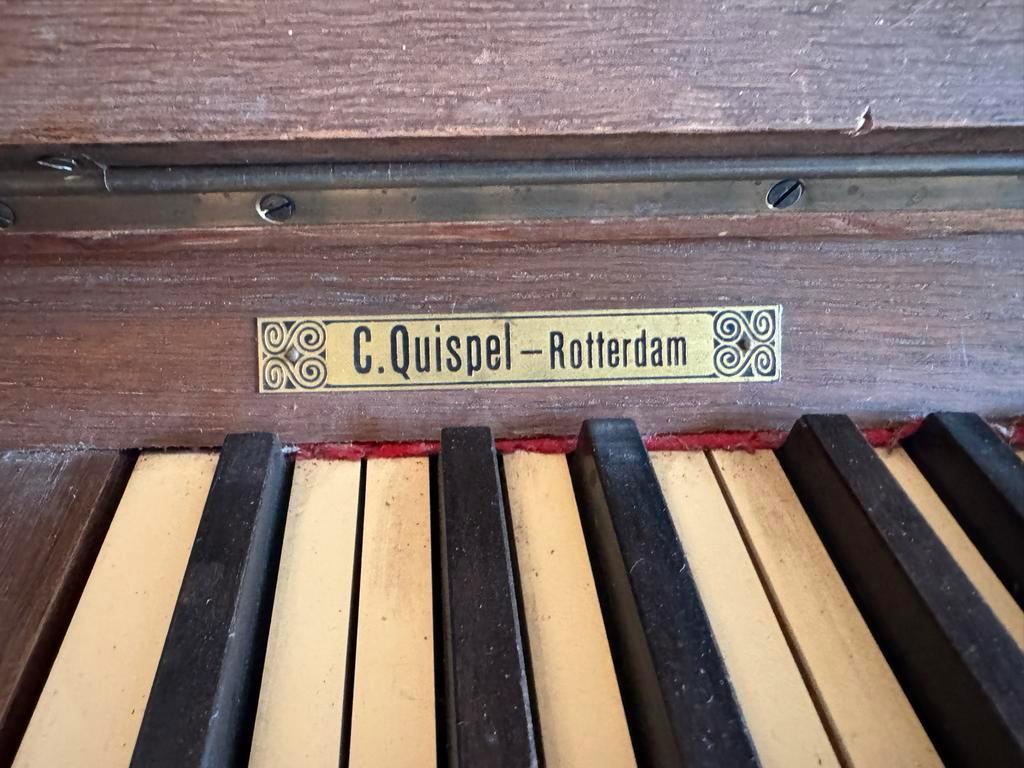 C. Quispel – Rotterdam